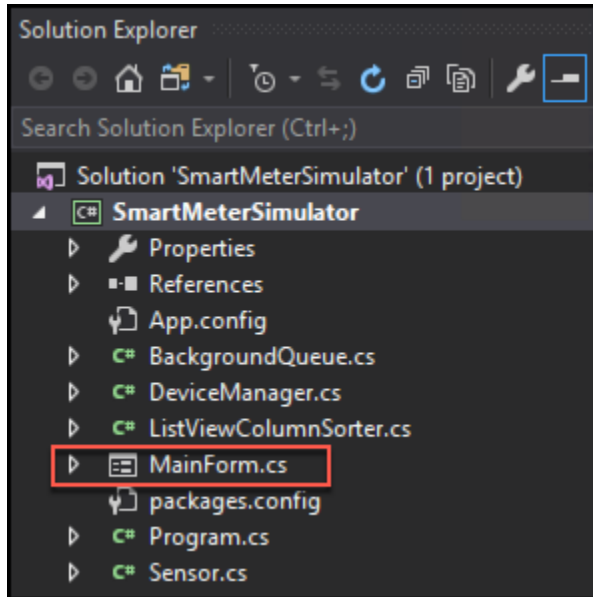 Solution Explorer
Search Solution Explorer (Ctrl+;)
Solution 'SmartMeterSimulator' (1 project)
C# SmartMeterSimulator
Properties
References
App.config
C# BackgroundQueue.cs
C# DeviceManager.cs
C# ListViewColumnSorter.cs
MainForm.cs
packages.config
C# Program.cs
C# Sensor.cs